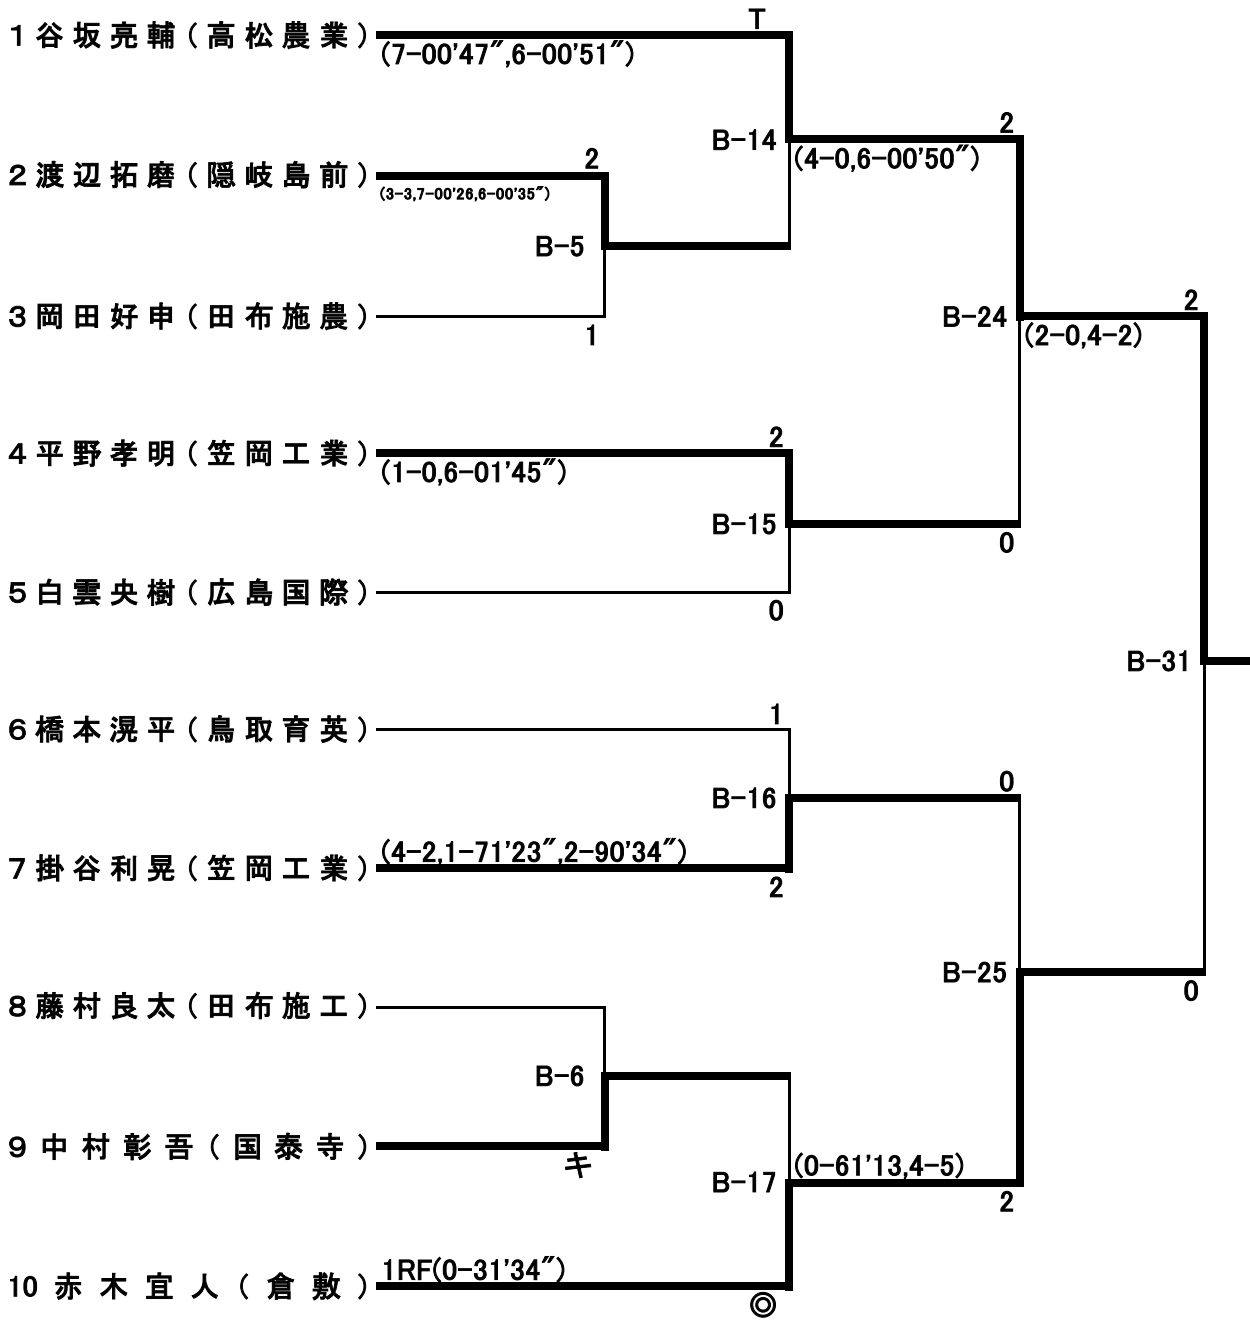 T
1 谷坂亮輔(高松農業)
(7-00'47″,6-00'51″)
2
B-14
2
(4-0,6-00'50″)
2 渡辺拓磨(隠岐島前)
(3-3,7-00'26,6-00'35″)
B-5
2
3 岡田好申(田布施農)
B-24
(2-0,4-2)
1
2
4 平野孝明(笠岡工業)
(1-0,6-01'45″)
B-15
0
5 白雲央樹(広島国際)
0
B-31
1
6 橋本滉平(鳥取育英)
0
B-16
(4-2,1-71'23″,2-90'34″)
7 掛谷利晃(笠岡工業)
2
B-25
0
8 藤村良太(田布施工)
B-6
9 中村彰吾(国泰寺)
キ
(0-61'13,4-5)
B-17
2
1RF(0-31'34″)
10 赤木宜人(倉敷)
◎